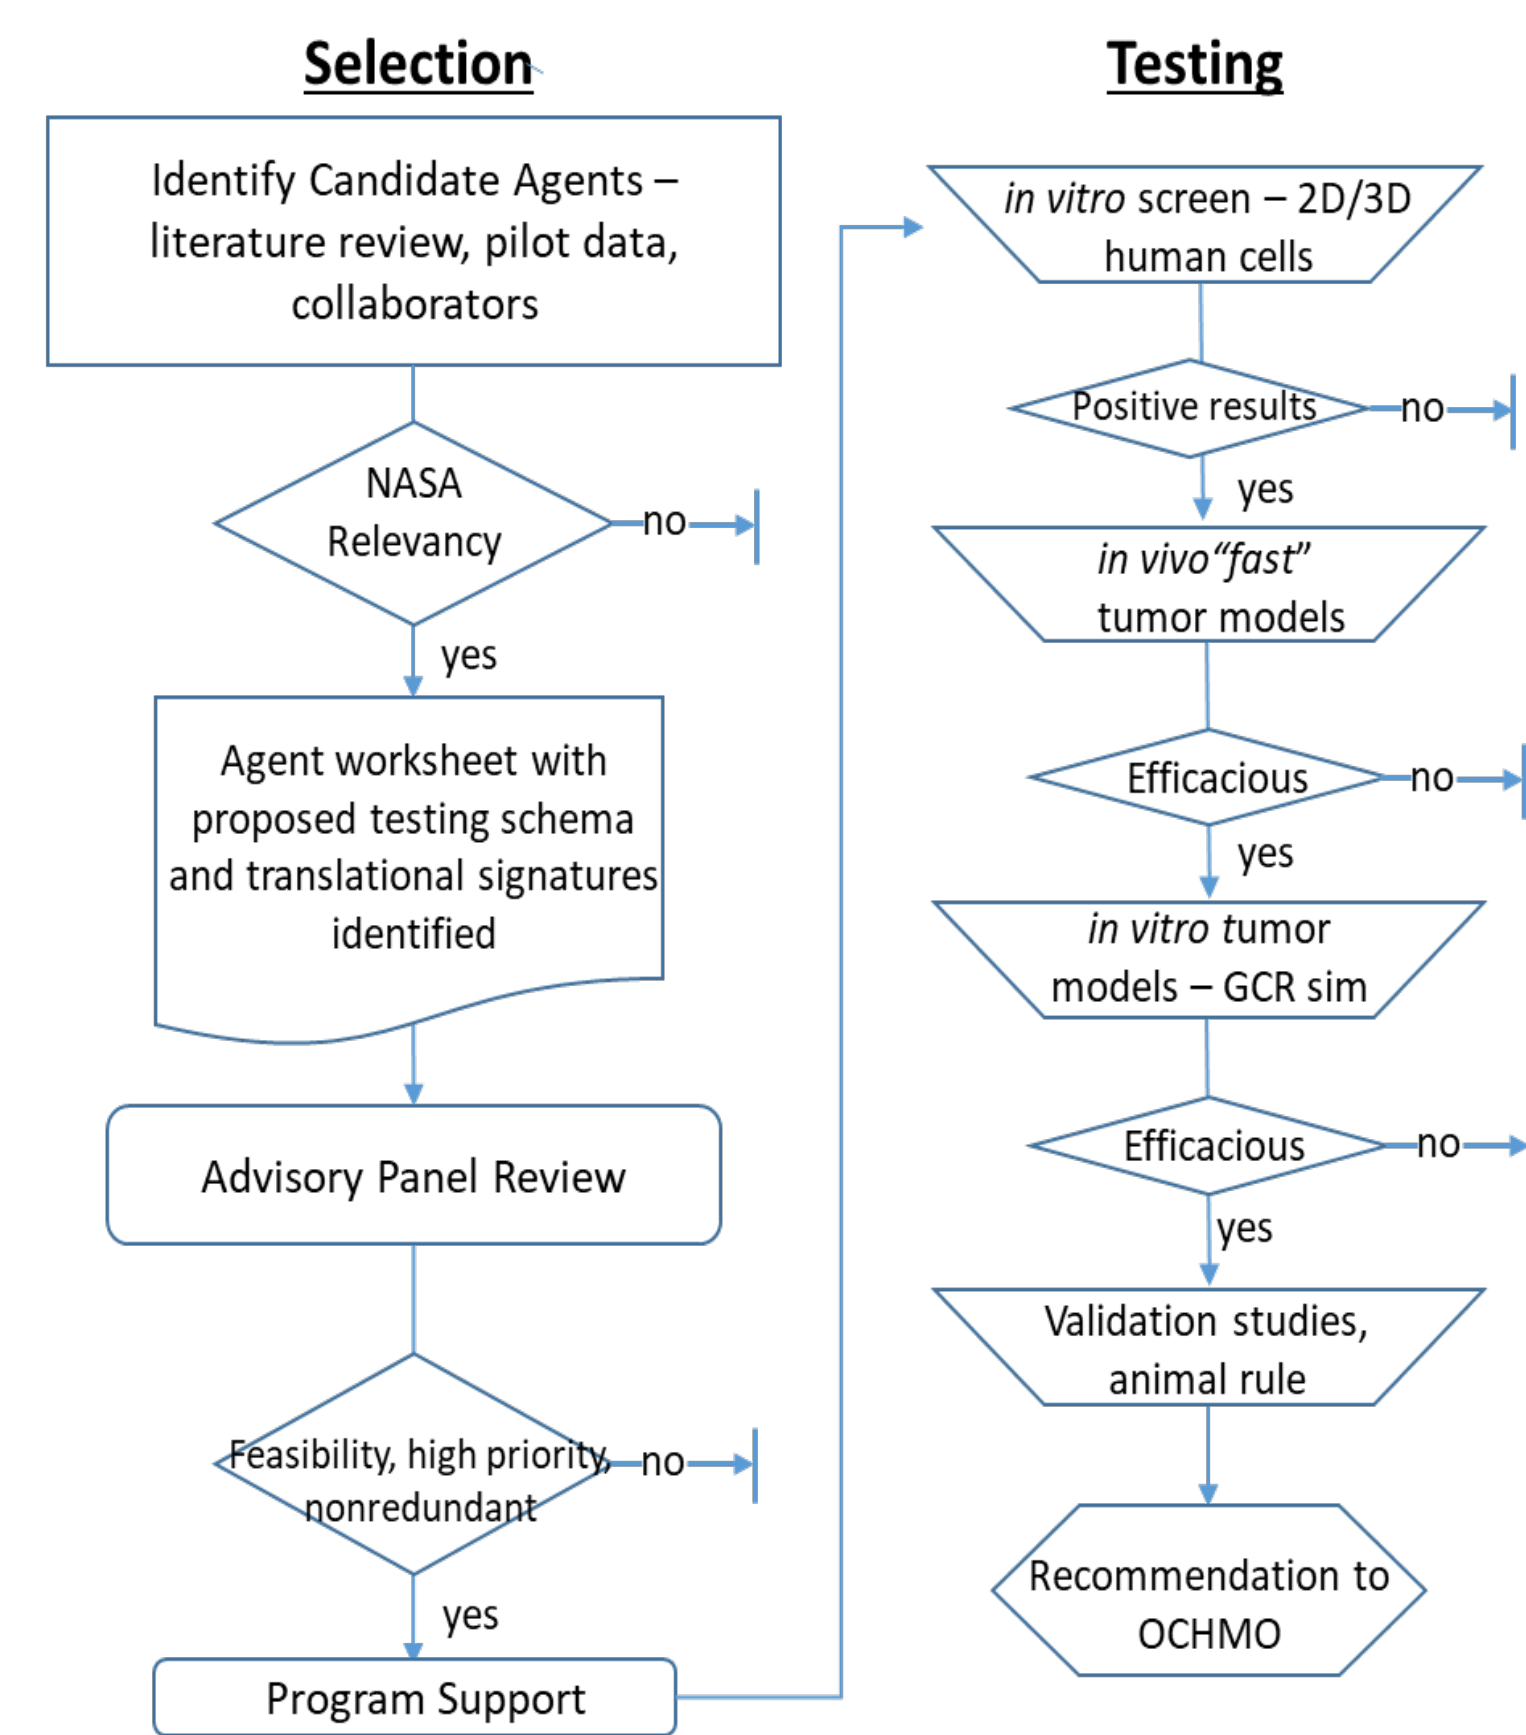 Selection
Identify Candidate Agents –
literature review, pilot data,
collaborators
NASA
Relevancy
no
yes
Agent worksheet with
proposed testing schema
and translational signatures
identified
Advisory Panel Review
Feasibility, high priority,
nonredundant
no
yes
Program Support
Testing
in vitro screen – 2D/3D
human cells
Positive results
no
yes
in vivo“fast”
tumor models
Efficacious
no
yes
in vitro tumor
models – GCR sim
Efficacious
no
yes
Validation studies,
animal rule
Recommendation to
OCHMO